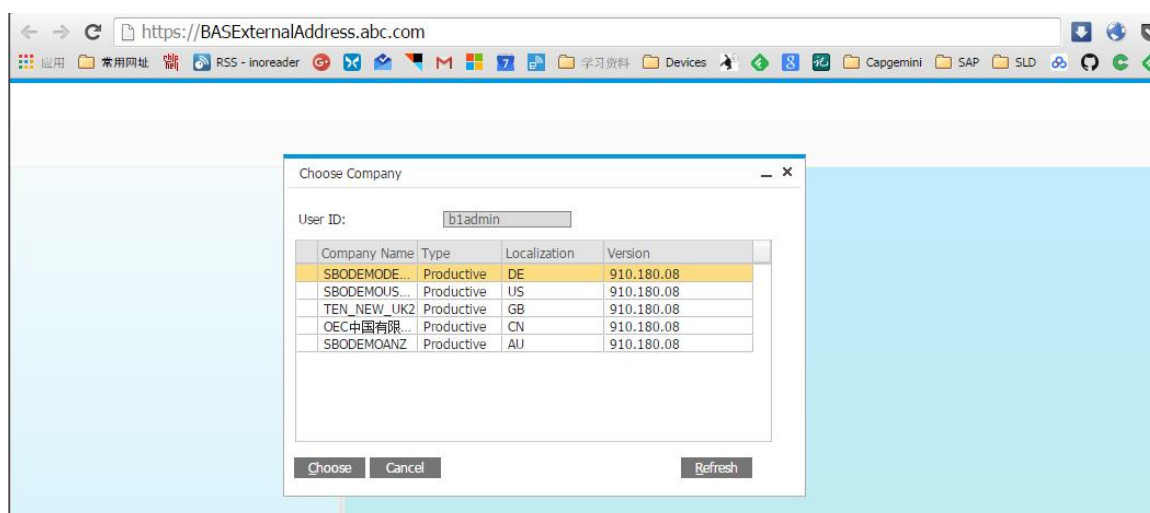 https://BASExternalAddress.abc.com
应用 常用网址 RSS - inoreader 7 学习资料 Devices 8 Capgemini SAP SLD
Choose Company
User ID: b1admin
Company Name Type Localization Version
SBODEMODE... Productive DE 910.180.08
SBODEMOUS... Productive US 910.180.08
TEN_NEW_UK2 Productive GB 910.180.08
OEC中国有限... Productive CN 910.180.08
SBODEMOANZ Productive AU 910.180.08
Choose Cancel Refresh